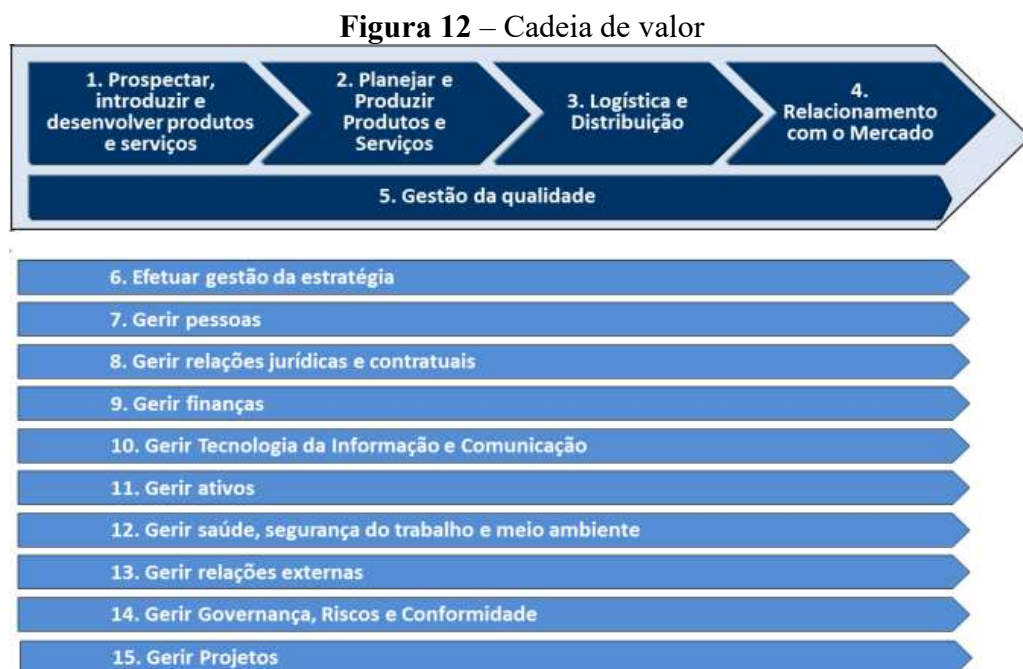 Figura 12 – Cadeia de valor
1. Prospectar,
introduzir e
desenvolver produtos
e serviços
2. Planejar e
Produzir
Produtos e
Serviços
3. Logística e
Distribuição
4.
Relacionamento
com o Mercado
5. Gestão da qualidade
6. Efetuar gestão da estratégia
7. Gerir pessoas
8. Gerir relações jurídicas e contratuais
9. Gerir finanças
10. Gerir Tecnologia da Informação e Comunicação
11. Gerir ativos
12. Gerir saúde, segurança do trabalho e meio ambiente
13. Gerir relações externas
14. Gerir Governança, Riscos e Conformidade
15. Gerir Projetos